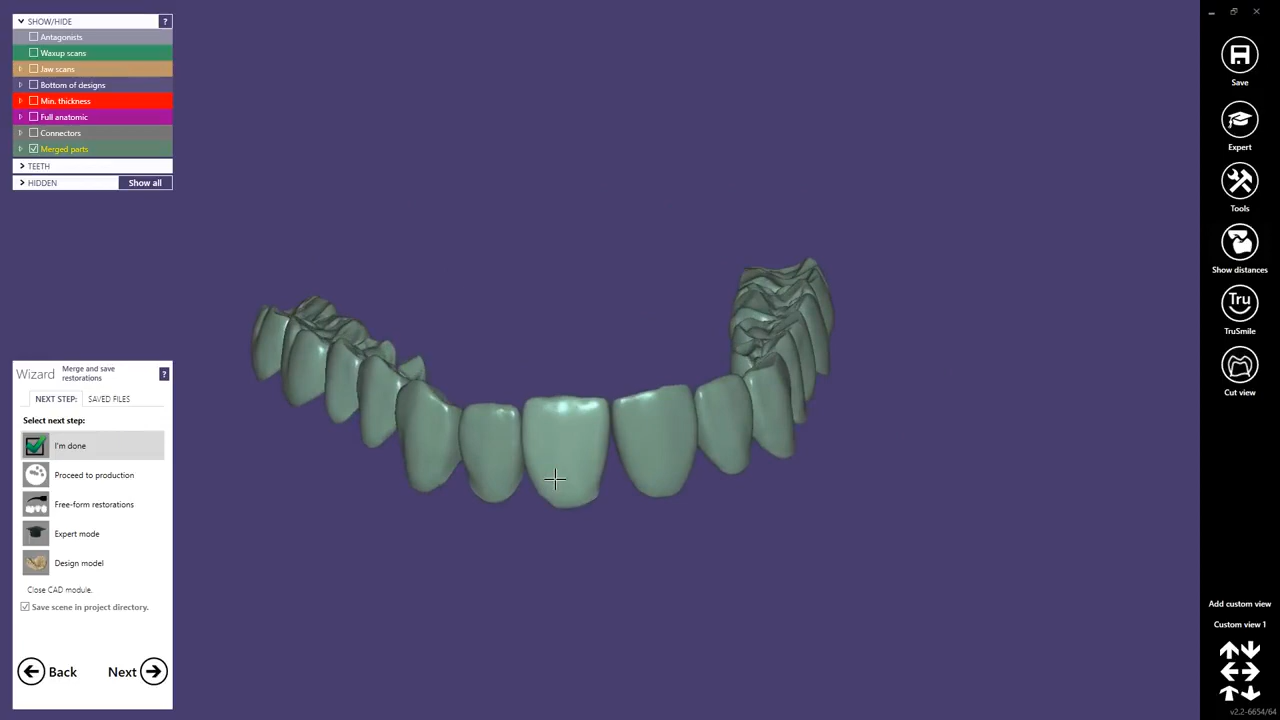 SHOW/HIDE ?
Antagonists
Waxup scans
Jaw scans
Bottom of designs
Min. thickness
Full anatomic
Connectors
Merged parts
TEETH
HIDDEN Show all
Save
Expert
Tools
Show distances
Tru
TruSmile
Cut view
Wizard Merge and save restorations ?
NEXT STEP: SAVED FILES
Select next step:
I'm done
Proceed to production
Free-form restorations
Expert mode
Design model
Close CAD module.
Save scene in project directory.
Back Next
Add custom view
Custom view 1
v2.2-6654/64